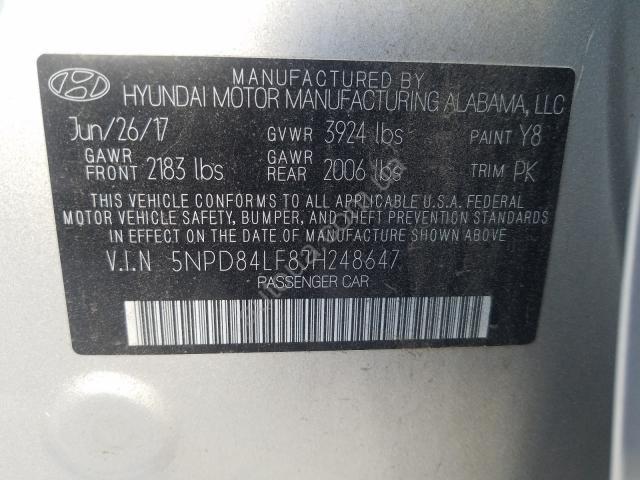 MANUFACTURED BY
HYUNDAI MOTOR MANUFACTURING ALABAMA, LLC
Jun/26/17 GVWR 3924 lbs PAINT Y8
GAWR FRONT 2183 lbs GAWR REAR 2006 lbs TRIM PK
THIS VEHICLE CONFORMS TO ALL APPLICABLE U.S.A. FEDERAL
MOTOR VEHICLE SAFETY, BUMPER, AND THEFT PREVENTION STANDARDS
IN EFFECT ON THE DATE OF MANUFACTURE SHOWN ABOVE.
V.I.N 5NPD84LF8JH248647
PASSENGER CAR